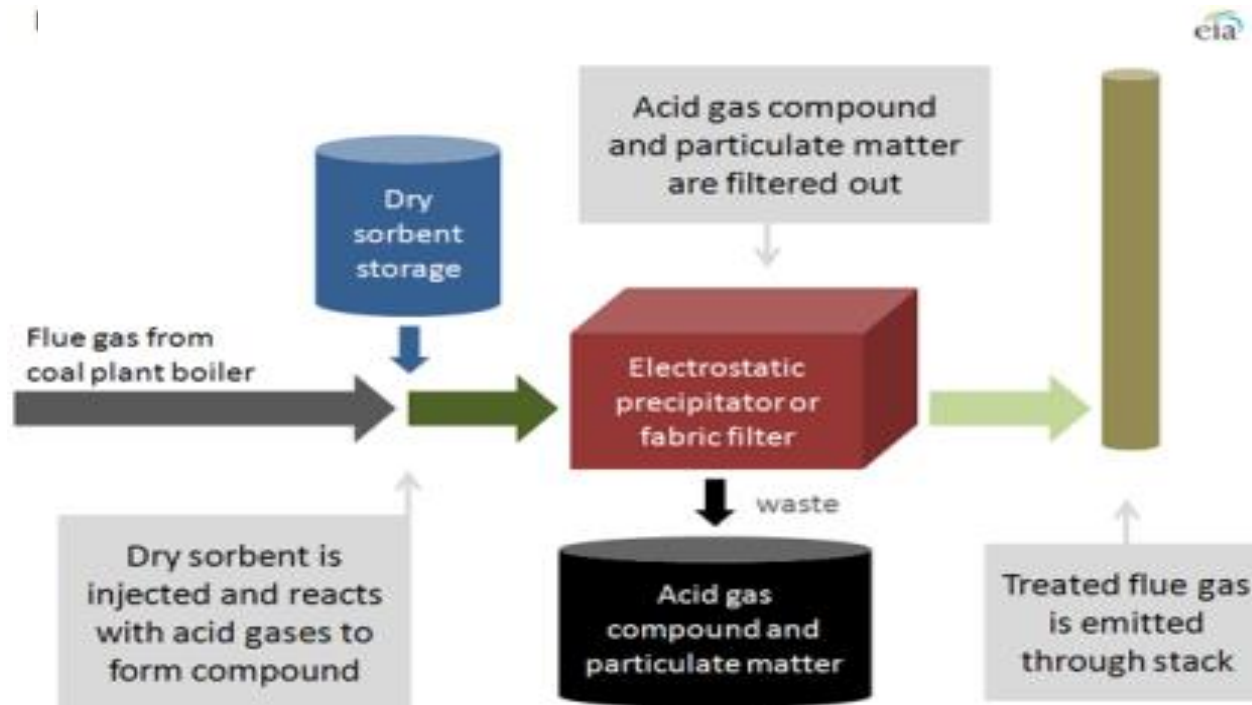 eia
Acid gas compound
and particulate matter
are filtered out
Dry
sorbent
storage
Flue gas from
coal plant boiler
Electrostatic
precipitator or
fabric filter
waste
Dry sorbent is
injected and reacts
with acid gases to
form compound
Acid gas
compound and
particulate matter
Treated flue gas
is emitted
through stack